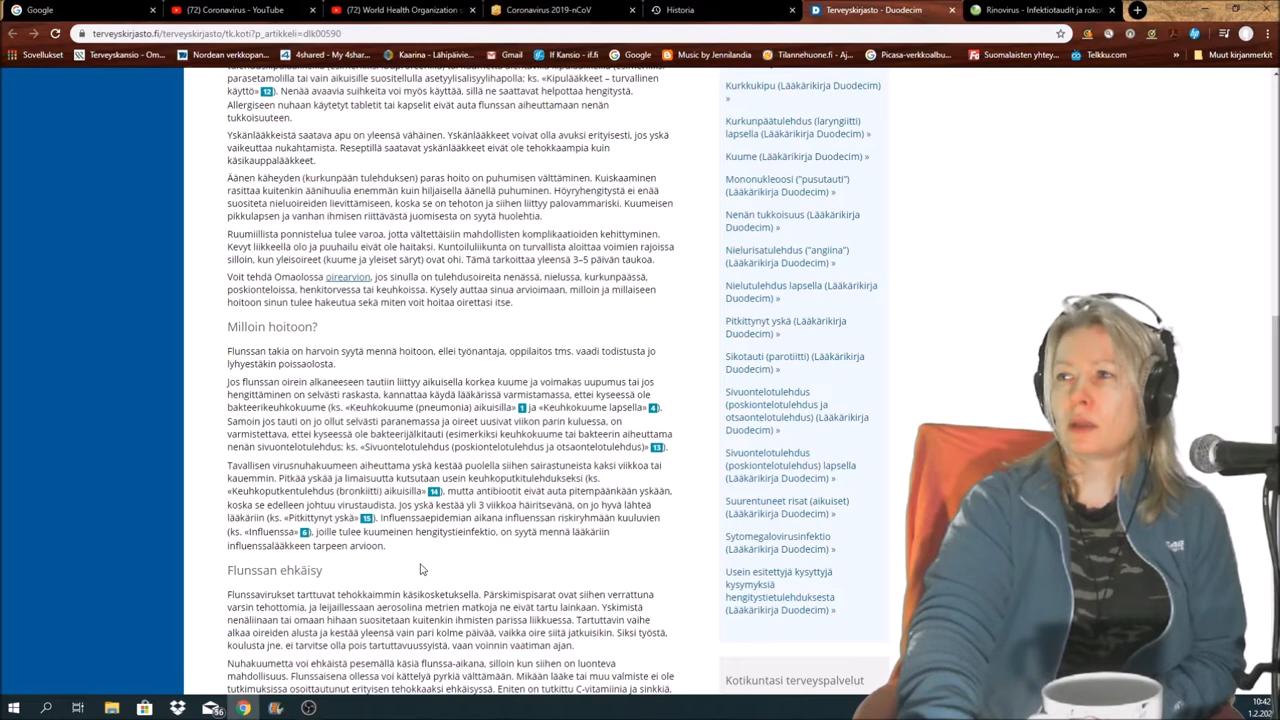 Google
(72) Coronavirus - YouTube
(72) World Health Organization
Coronavirus 2019-nCoV
Historia
Terveyskirjasto - Duodecim
Rinovirus - Infektiotaudit ja roko
terveyskirjasto.fi/terveyskirjasto/tk.koti?p_artikkeli=dlk00590
Sovellukset
Terveyskansio - Om...
Nordean verkkopan...
4shared - My 4shar...
Kaarina - Lähipalvie...
Gmail
If Kansio - if.fi
Google
Music by Jennilandia
Tilannehuone.fi - Aj...
Picasa-verkkoalbu...
Suomalaisten yhtey...
Telkku.com
Muut kirjanmerkit
parasetamolilla tai vain aikuisille suositellulla asetyylisalisyylihapolla; ks. «Kipulääkkeet – turvallinen
käyttö» 12). Nenää avaavia suihkeita voi myös käyttää, sillä ne saattavat helpottaa hengitystä.
Allergiseen nuhaan käytetyt tabletit tai kapselit eivät auta flunssan aiheuttamaan nenän
tukkoisuuteen.
Yskänlääkkeistä saatava apu on yleensä vähäinen. Yskänlääkkeet voivat olla avuksi erityisesti, jos yskä
vaikeuttaa nukahtamista. Reseptillä saatavat yskänlääkkeet eivät ole tehokkaampia kuin
käsikauppalääkkeet.
Äänen käheyden (kurkunpään tulehduksen) paras hoito on puhumisen välttäminen. Kuiskaaminen
rasittaa kuitenkin äänihuulia enemmän kuin hiljaisella äänellä puhuminen. Höyryhengitystä ei enää
suositella nieluoireiden lievittämiseen, koska se on tehoton ja siihen liittyy palovammariski. Kuumeisen
pikkulapsen ja vanhan ihmisen riittävästä juomisesta on syytä huolehtia.
Ruumiillista ponnistelua tulee varoa, jotta vältettäisiin mahdollisten komplikaatioiden kehittyminen.
Kevyt liikkeellä olo ja puuhailu eivät ole haitaksi. Kuntoiluliikunta on turvallista aloittaa voimien rajoissa
silloin, kun yleisoireet (kuume ja yleiset säryt) ovat ohi. Tämä tarkoittaa yleensä 3–5 päivän taukoa.
Voit tehdä Omaolossa oirearvion, jos sinulla on tulehdusoireita nenässä, nielussa, kurkunpäässä,
poskionteloissa, henkitorvessa tai keuhkoissa. Kysely auttaa sinua arvioimaan, milloin ja millaiseen
hoitoon sinun tulee hakeutua sekä miten voit hoitaa oirettasi itse.
Milloin hoitoon?
Flunssan takia on harvoin syytä mennä hoitoon, ellei työnantaja, oppilaitos tms. vaadi todistusta jo
lyhyestäkin poissaolosta.
Jos flunssan oirein alkaneeseen tautiin liittyy aikuisella korkea kuume ja voimakas uupumus tai jos
hengittäminen on selvästi raskasta, kannattaa käydä lääkärissä varmistamassa, ettei kyseessä ole
bakteerikeuhkokuume (ks. «Keuhkokuume (pneumonia) aikuisilla» 1 ja «Keuhkokuume lapsella» 4).
Samoin jos tauti on jo ollut selvästi paranemassa ja oireet uusivat viikon parin kuluessa, on
varmistettava, ettei kyseessä ole bakteerijälkitauti (esimerkiksi keuhkokuume tai bakteerin aiheuttama
nenän sivuontelotulehdus; ks. «Sivuontelotulehdus (poskiontelotulehdus ja otsaontelotulehdus)» 13).
Tavallisen virusnuhakuumeen aiheuttama yskä kestää puolella siihen sairastuneista kaksi viikkoa tai
kauemmin. Pitkää yskää ja limaisuutta kutsutaan usein keuhkoputkitulehdukseksi (ks.
«Keuhkoputkentulehdus (bronkiitti) aikuisilla» 14), mutta antibiootit eivät auta pitempäänkään yskään,
koska se edelleen johtuu virustaudista. Jos yskä kestää yli 3 viikkoa häiritsevänä, on jo hyvä lähteä
lääkäriin (ks. «Pitkittynyt yskä» 15). Influenssaepidemian aikana influenssan riskiryhmään kuuluvien
(ks. «Influenssa» 6), joille tulee kuumeinen hengitystieinfektio, on syytä mennä lääkäriin
influenssalääkkeen tarpeen arvioon.
Flunssan ehkäisy
Flunssavirukset tarttuvat tehokkaimmin käsikosketuksella. Pärskimispisarat ovat siihen verrattuna
varsin tehottomia, ja leijaillessaan aerosolina metrien matkoja ne eivät tartu lainkaan. Yskimistä
nenäliinaan tai omaan hihaan suositetaan kuitenkin ihmisten parissa liikkuessa. Tartuttavin vaihe
alkaa oireiden alusta ja kestää yleensä vain pari kolme päivää, vaikka oire siitä jatkuisikin. Siksi työstä,
koulusta jne. ei tarvitse olla pois tartuttavuussyystä, vaan voinnin vaativan ajan.
Nuhakuumetta voi ehkäistä pesemällä käsiä flunssa-aikana, silloin kun siihen on luonteva
mahdollisuus. Flunssaisena ollessa voi kättelyä pyrkiä välttämään. Mikään lääke tai muu valmiste ei ole
tutkimuksissa osoittautunut erityisen tehokkaaksi ehkäisyssä. Eniten on tutkittu C-vitamiinia ja sinkkiä,
Kurkkukipu (Lääkärikirja Duodecim)
»
Kurkunpäätulehdus (laryngiitti)
lapsella (Lääkärikirja Duodecim) »
Kuume (Lääkärikirja Duodecim) »
Mononukleoosi ("pusutauti")
(Lääkärikirja Duodecim) »
Nenän tukkoisuus (Lääkärikirja
Duodecim) »
Nielurisatulehdus ("angiina")
(Lääkärikirja Duodecim) »
Nielutulehdus lapsella (Lääkärikirja
Duodecim) »
Pitkittynyt yskä (Lääkärikirja
Duodecim) »
Sikotauti (parotiitti) (Lääkärikirja
Duodecim) »
Sivuontelotulehdus
(poskiontelotulehdus ja
otsaontelotulehdus) (Lääkärikirja
Duodecim) »
Sivuontelotulehdus
(poskiontelotulehdus) lapsella
(Lääkärikirja Duodecim) »
Suurentuneet risat (aikuiset)
(Lääkärikirja Duodecim) »
Sytomegalovirusinfektio
(Lääkärikirja Duodecim) »
Usein esitettyjä kysyttyjä
kysymyksiä
hengitystietulehduksesta
(Lääkärikirja Duodecim) »
Kotikuntasi terveyspalvelut
96
10:42